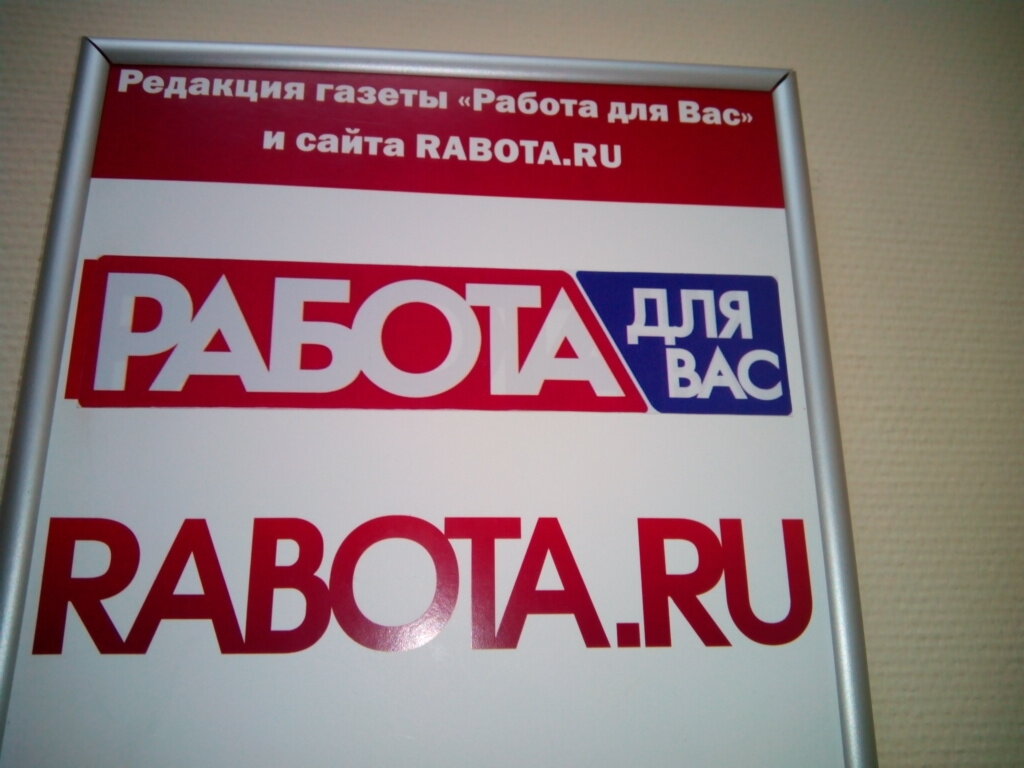 Редакция газеты «Работа для Вас»
и сайта RABOTA.RU
РАБОТА
ДЛЯ
ВАС
RABOTA.RU